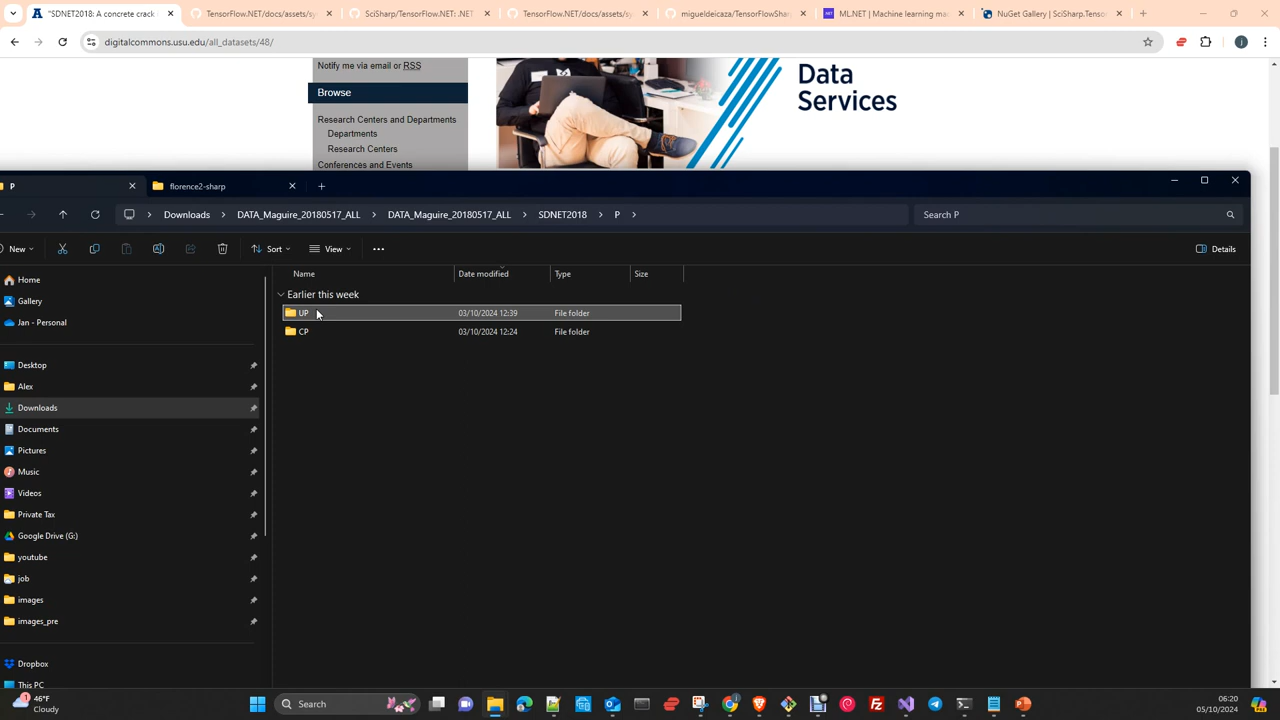 "SDNET2018: A concrete crack
TensorFlow.NET/docs/assets/sy
SciSharp/TensorFlow.NET: .NET
TensorFlow.NET/docs/assets/sy
migueldeicaza/TensorFlowSharp
ML.NET | Machine learning ma
NuGet Gallery | SciSharp.Tenso
digitalcommons.usu.edu/all_datasets/48/
Notify me via email or RSS
Browse
Research Centers and Departments
Departments
Research Centers
Conferences and Events
Data
Services
P
florence2-sharp
Downloads
DATA_Maguire_20180517_ALL
DATA_Maguire_20180517_ALL
SDNET2018
P
Search P
New
Sort
View
Details
Home
Gallery
Jan - Personal
Desktop
Alex
Downloads
Documents
Pictures
Music
Videos
Private Tax
Google Drive (G:)
youtube
job
images
images_pre
Dropbox
This PC
Name Date modified Type Size
Earlier this week
UP 03/10/2024 12:39 File folder
CP 03/10/2024 12:24 File folder
1
46°F
Cloudy
Search
06:20
05/10/2024